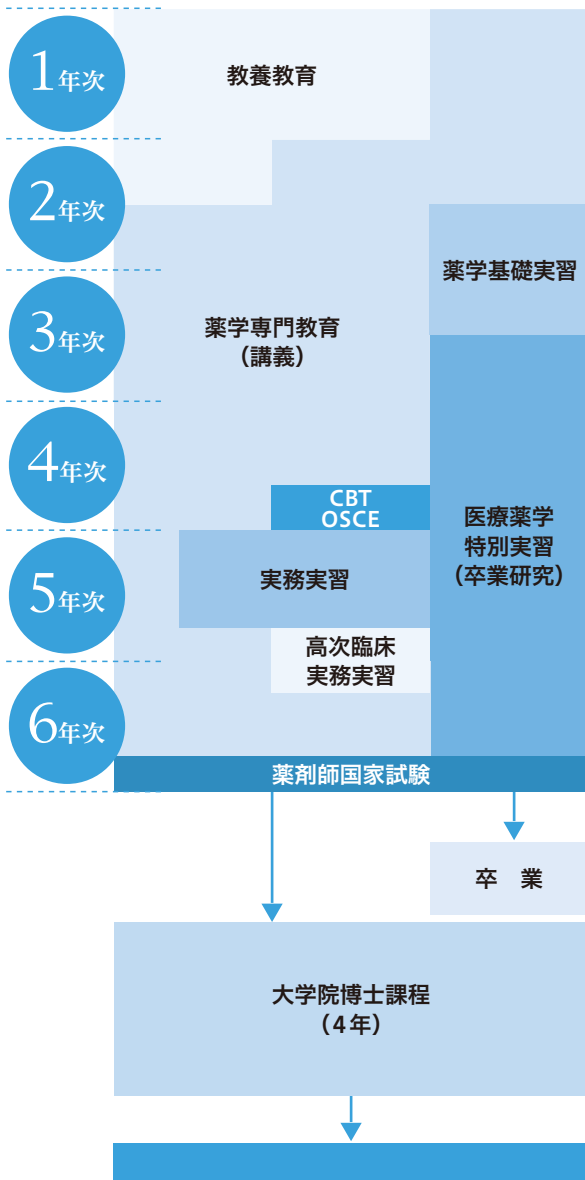 1年次
教養教育
2年次
薬学基礎実習
3年次
薬学専門教育
（講義）
4年次
CBT
OSCE
医療薬学
特別実習
（卒業研究）
5年次
実務実習
高次臨床
実務実習
6年次
薬剤師国家試験
卒　業
大学院博士課程
（4年）